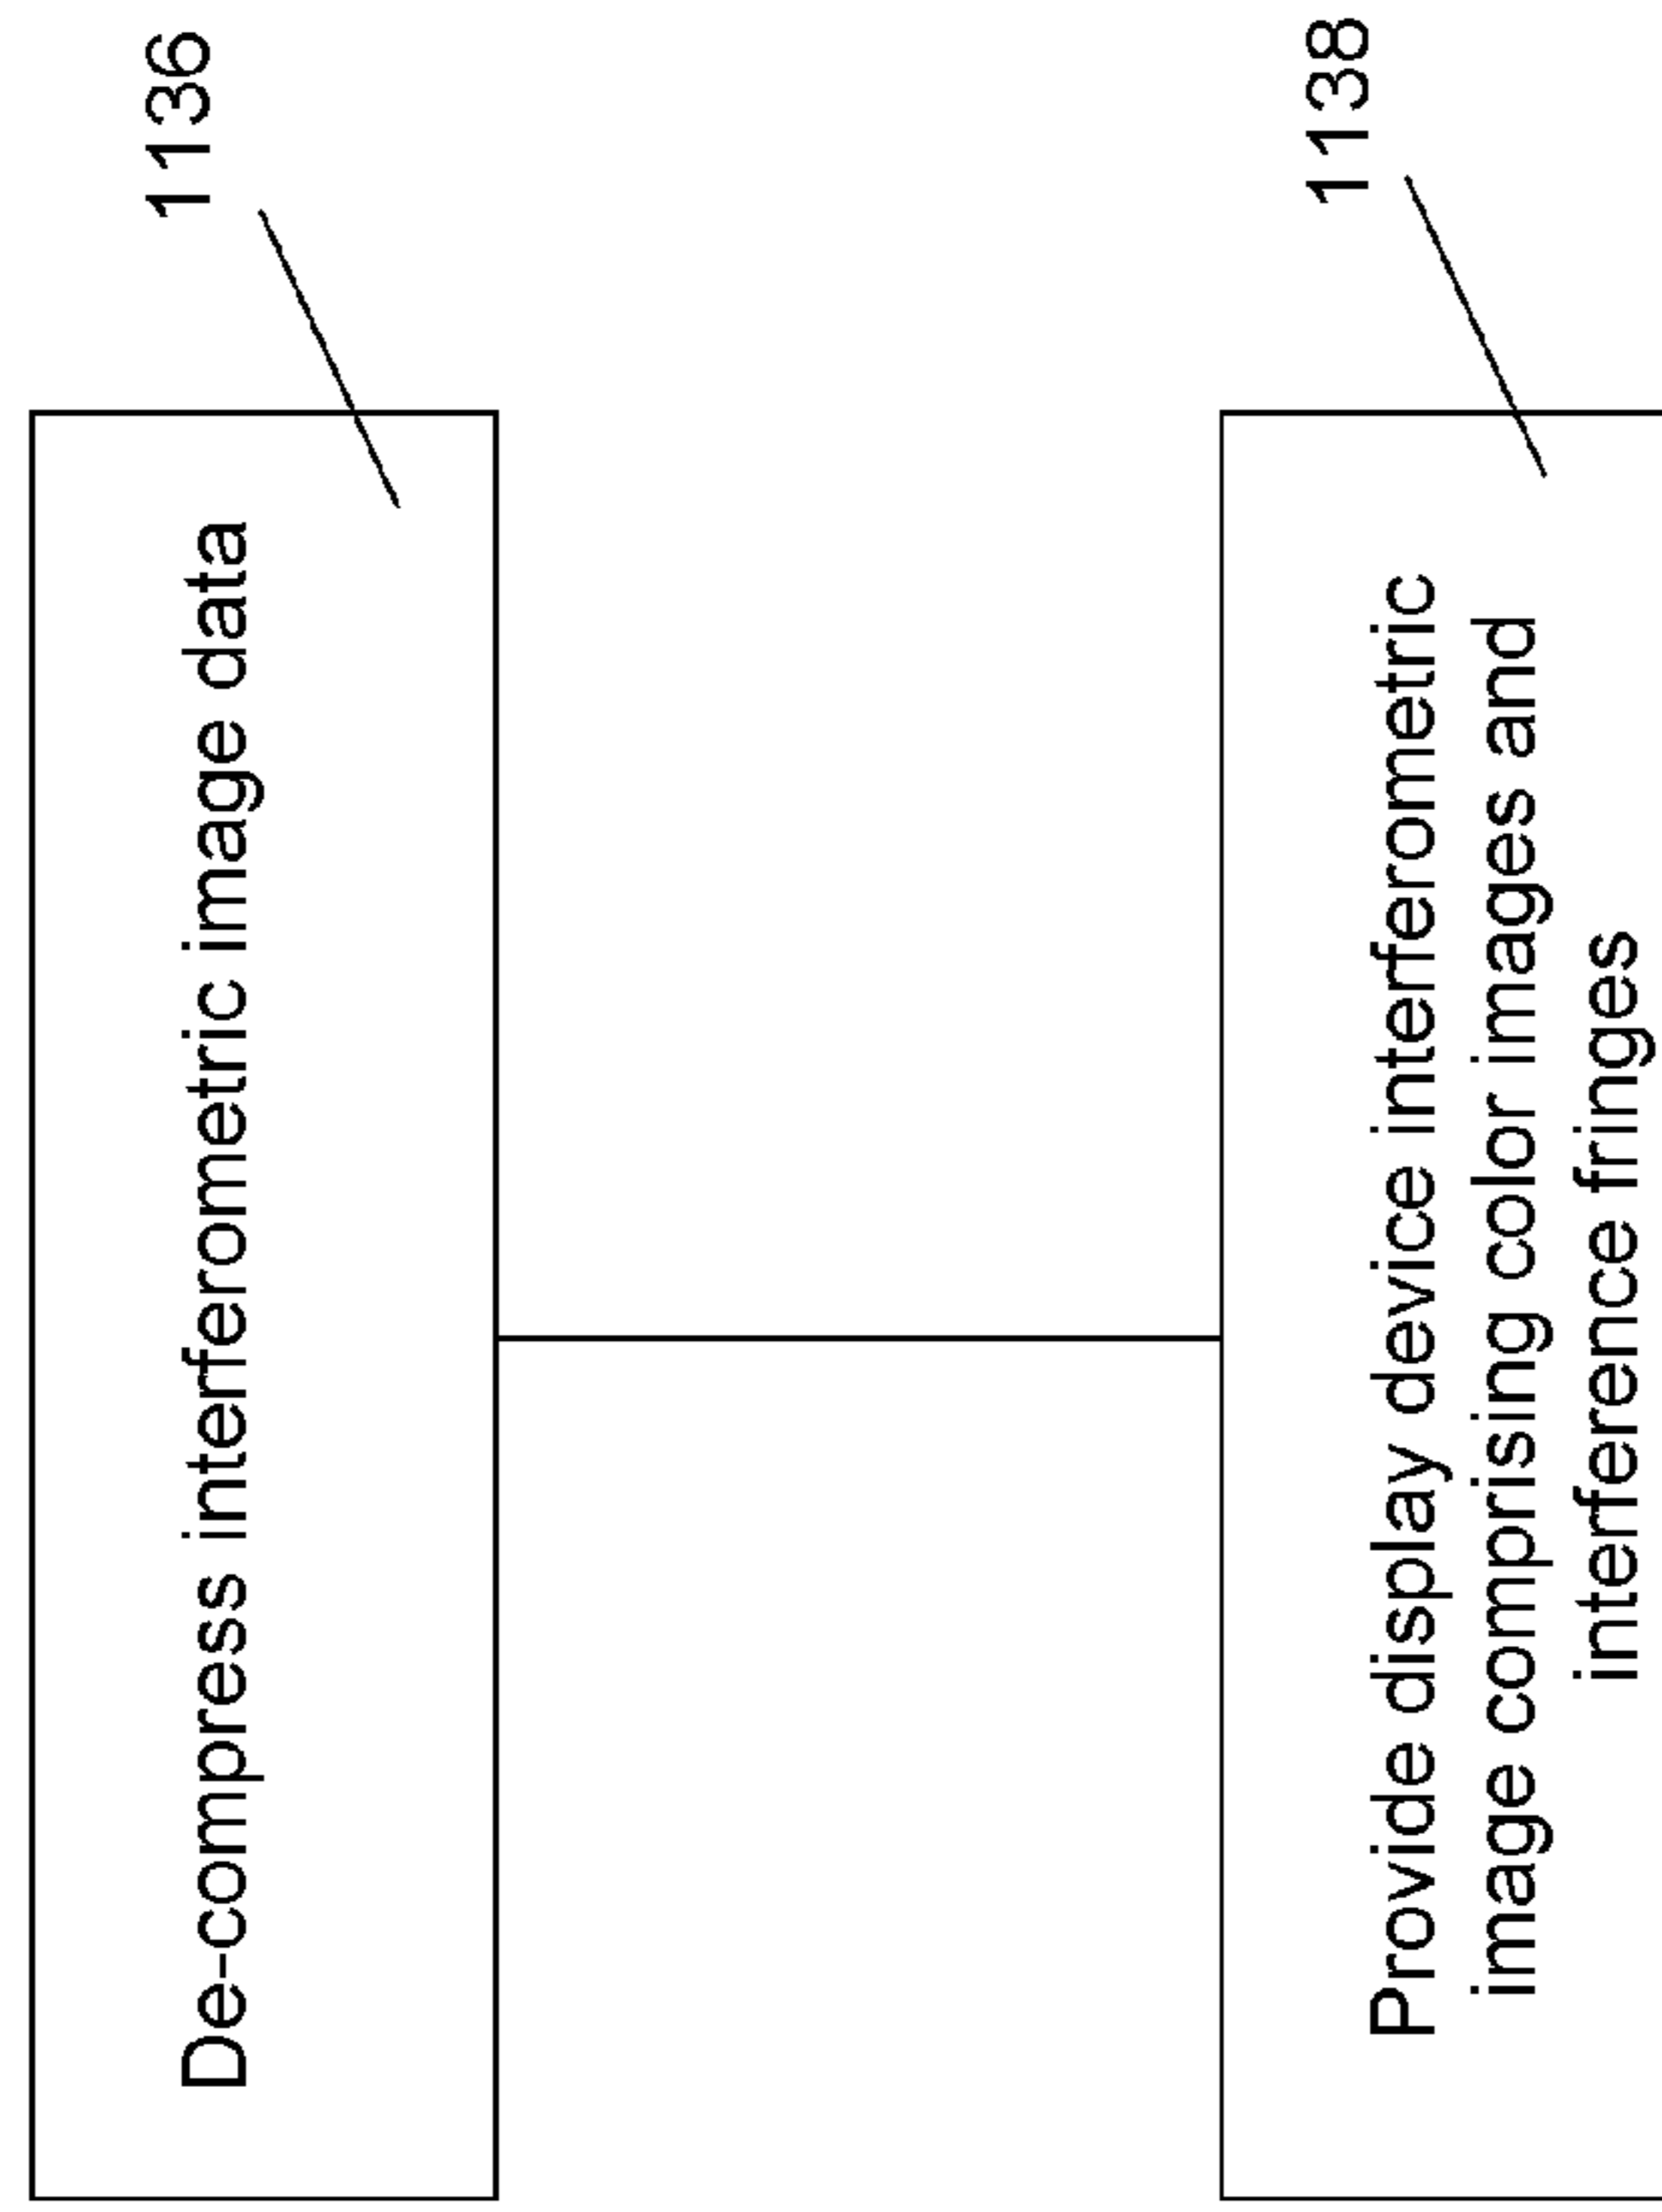 1136
De-compress interferometric image data
1138
Provide display device interferometric
image comprising color images and
interference fringes